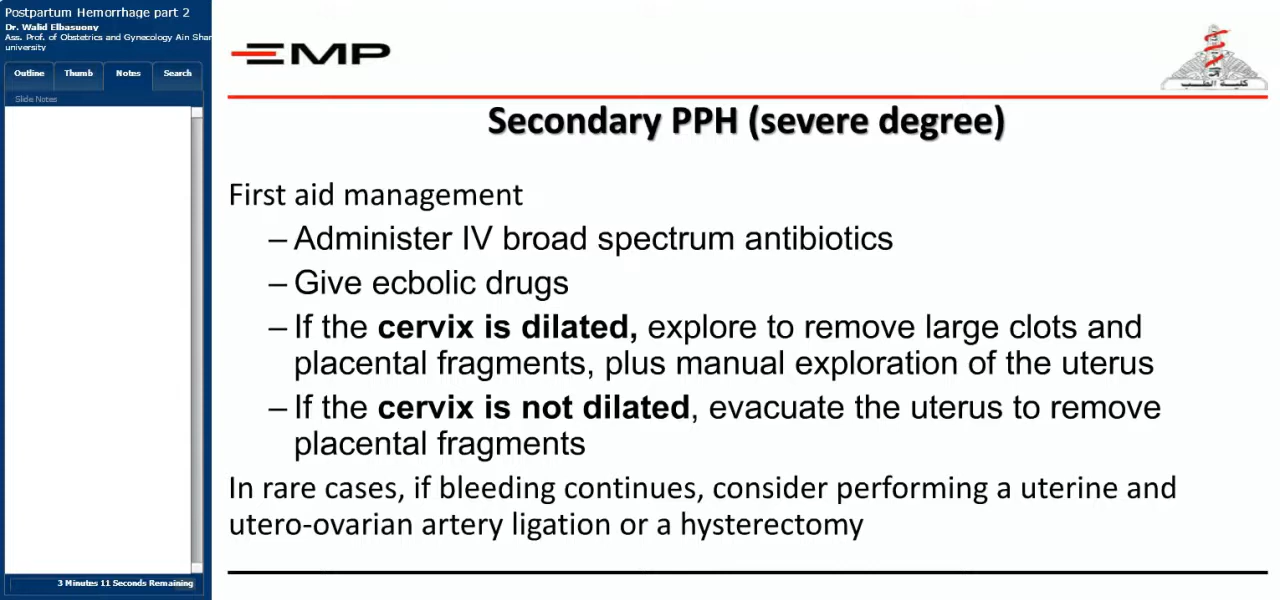 Postpartum Hemorrhage part 2
Dr. Walid Elbasuony
Ass. Prof. of Obstetrics and Gynecology Ain Shar
university
Outline Thumb Notes Search
Slide Notes
EMP
كلية الطب
Secondary PPH (severe degree)
First aid management
– Administer IV broad spectrum antibiotics
– Give ecbolic drugs
– If the cervix is dilated, explore to remove large clots and
placental fragments, plus manual exploration of the uterus
– If the cervix is not dilated, evacuate the uterus to remove
placental fragments
In rare cases, if bleeding continues, consider performing a uterine and
utero-ovarian artery ligation or a hysterectomy
3 Minutes 11 Seconds Remaining